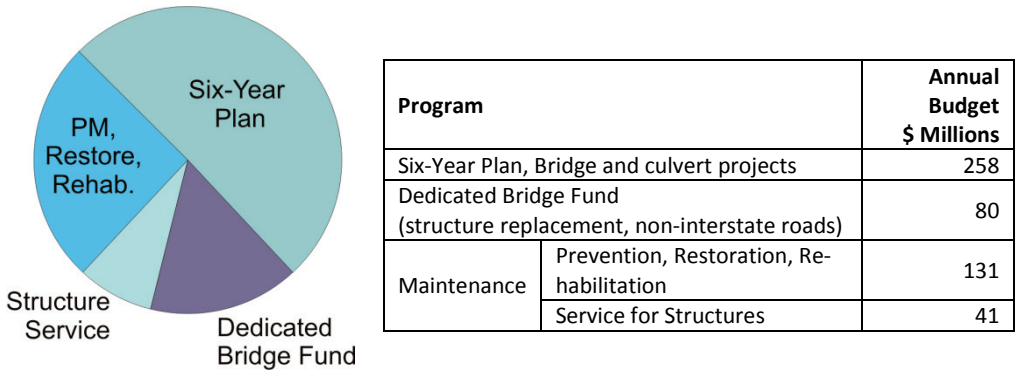 Six-Year
Plan
PM,
Restore,
Rehab.
Structure
Service
Dedicated
Bridge Fund
Program
Annual
Budget
$ Millions
Six-Year Plan, Bridge and culvert projects
258
Dedicated Bridge Fund
(structure replacement, non-interstate roads)
80
Maintenance
Prevention, Restoration, Re-
habilitation
131
Service for Structures
41